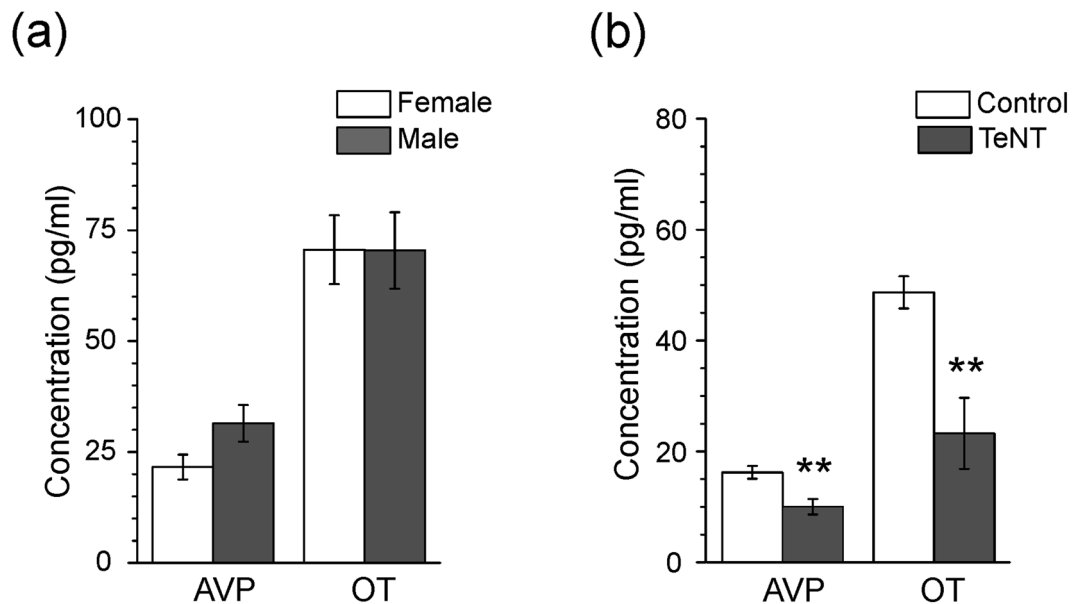 (a)
Female
Male
Concentration (pg/ml)
100
75
50
25
0
AVP OT
(b)
Control
TeNT
Concentration (pg/ml)
80
60
40
20
0
**
**
AVP OT